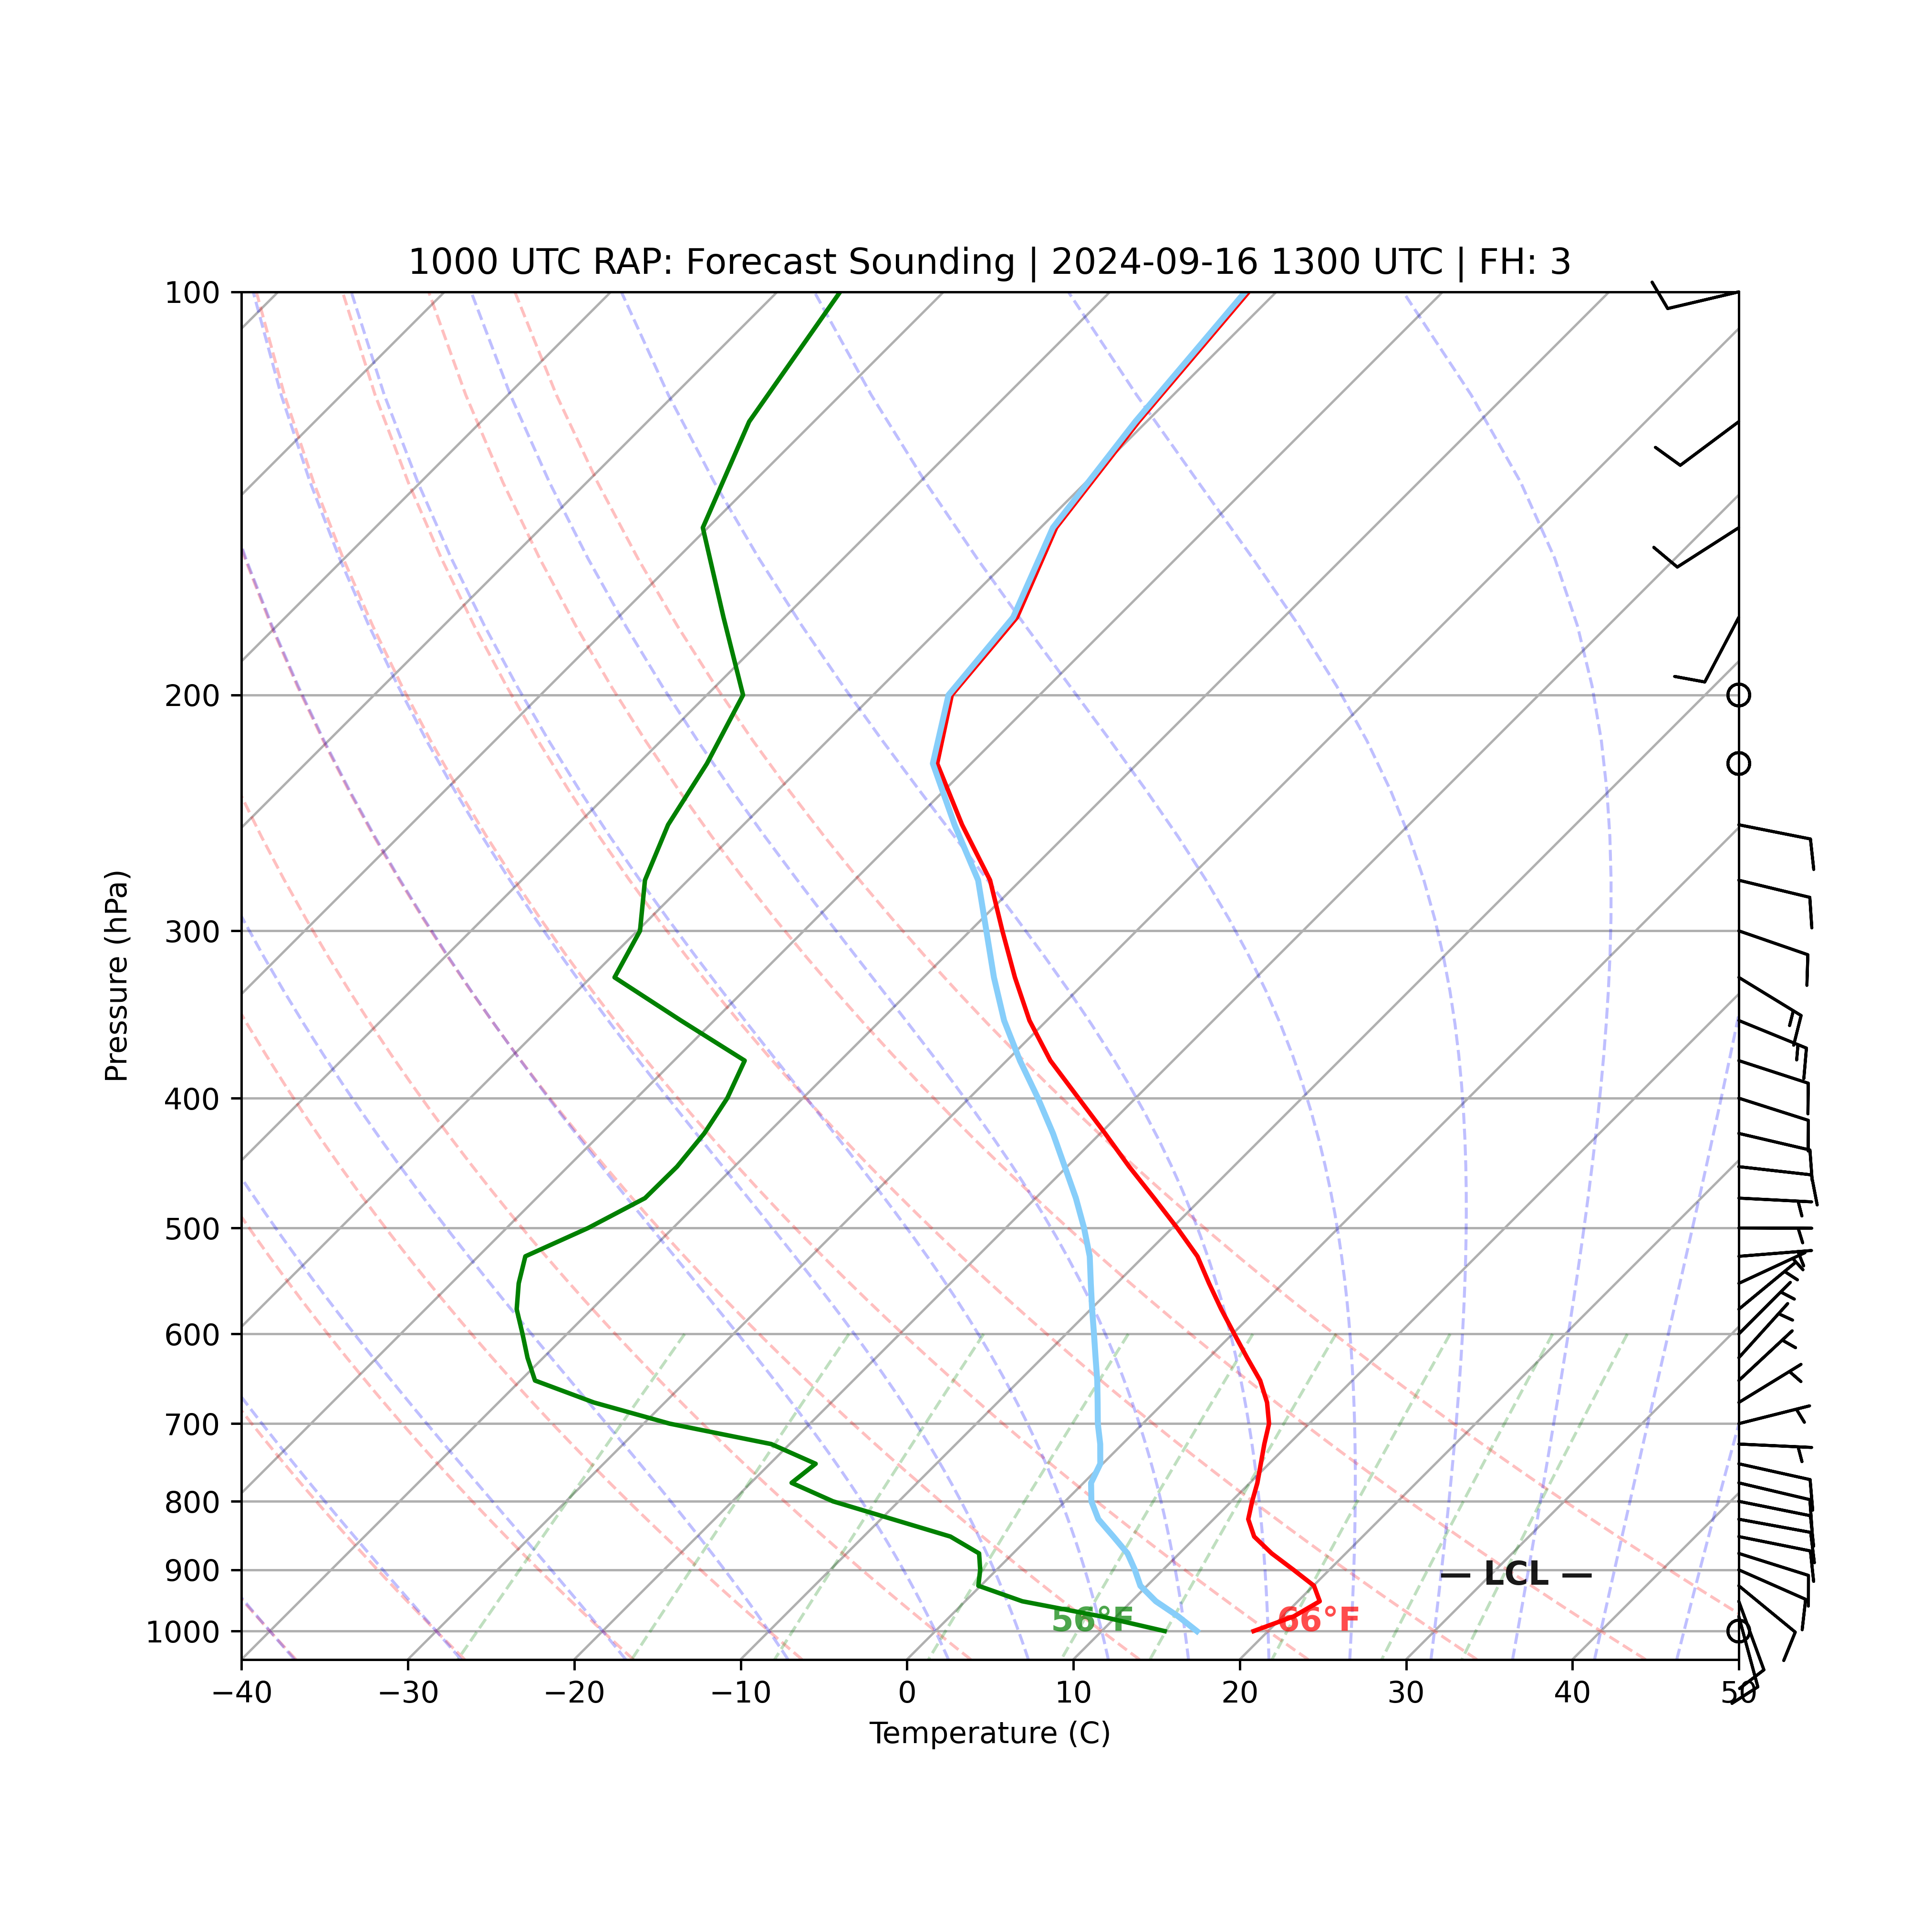 1000 UTC RAP: Forecast Sounding | 2024-09-16 1300 UTC | FH: 3
100
200
300
400
500
600
700
800
900
1000
Pressure (hPa)
— LCL —
56°F 66°F
−40 −30 −20 −10 0 10 20 30 40 50
Temperature (C)